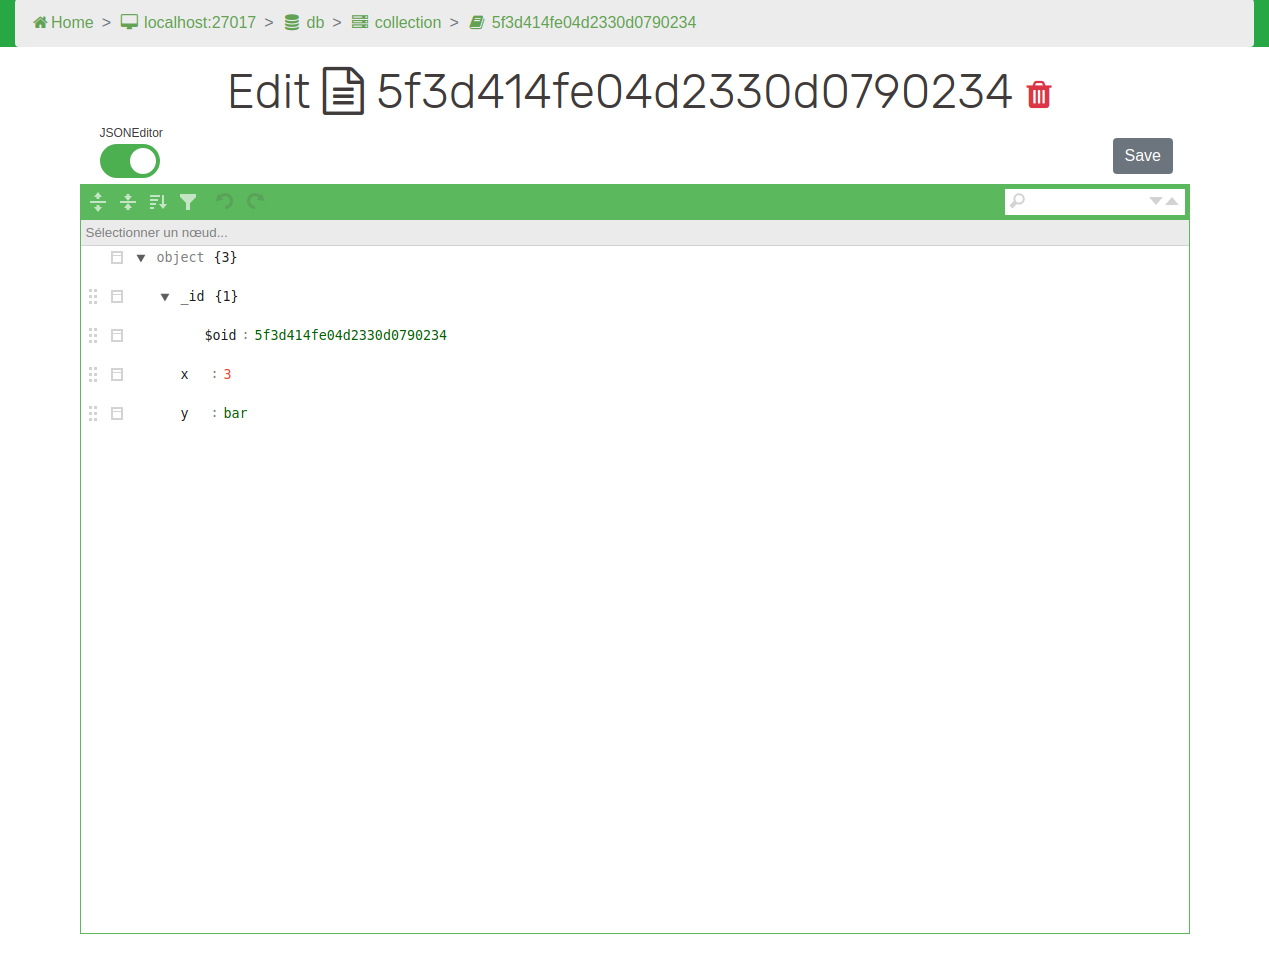 Home > localhost:27017 > db > collection > 5f3d414fe04d2330d0790234
Edit 5f3d414fe04d2330d0790234
JSONEditor
Save
Sélectionner un nœud...
object {3}
_id {1}
$oid : 5f3d414fe04d2330d0790234
x : 3
y : bar